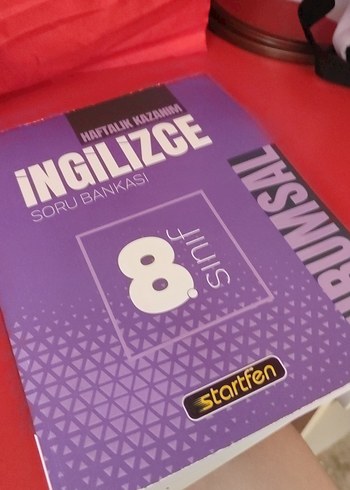 HAFTALIK KAZANIM
İNGİLİZCE
SORU BANKASI
8.
sınıf
startfen